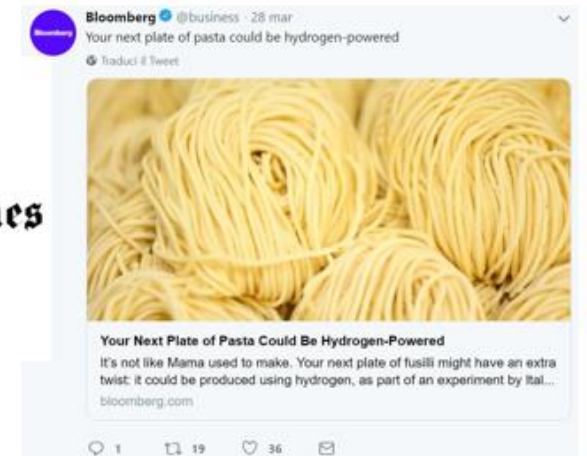 Bloomberg @business · 28 mar
Bloomberg
Your next plate of pasta could be hydrogen-powered
Traduci il Tweet
es
Your Next Plate of Pasta Could Be Hydrogen-Powered
It's not like Mama used to make. Your next plate of fusilli might have an extra
twist: it could be produced using hydrogen, as part of an experiment by Ital...
bloomberg.com
1 19 36